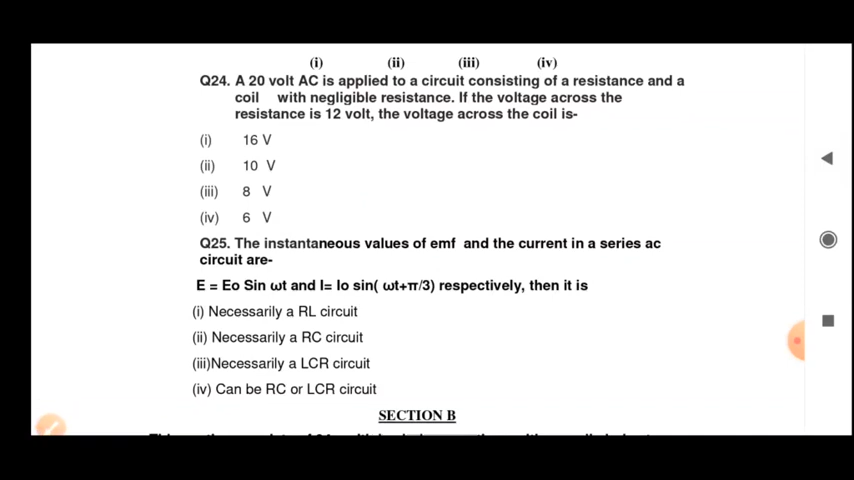 (i) (ii) (iii) (iv)
Q24. A 20 volt AC is applied to a circuit consisting of a resistance and a
coil with negligible resistance. If the voltage across the
resistance is 12 volt, the voltage across the coil is-
(i) 16 V
(ii) 10 V
(iii) 8 V
(iv) 6 V
Q25. The instantaneous values of emf and the current in a series ac
circuit are-
E = Eo Sin ωt and I= Io sin( ωt+π/3) respectively, then it is
(i) Necessarily a RL circuit
(ii) Necessarily a RC circuit
(iii)Necessarily a LCR circuit
(iv) Can be RC or LCR circuit
SECTION B